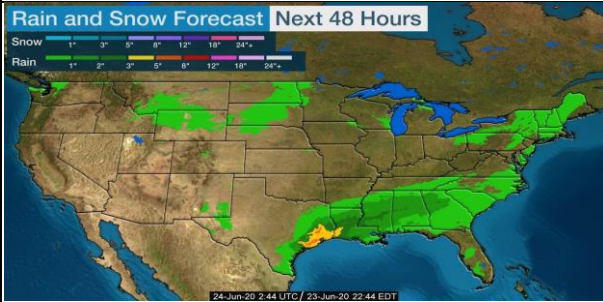 Rain and Snow Forecast Next 48 Hours
Snow
1" 3" 5" 8" 12" 18" 24"+
Rain
1" 2" 3" 5" 8" 12" 18" 24"+
24-Jun-20 2:44 UTC / 23-Jun-20 22:44 EDT